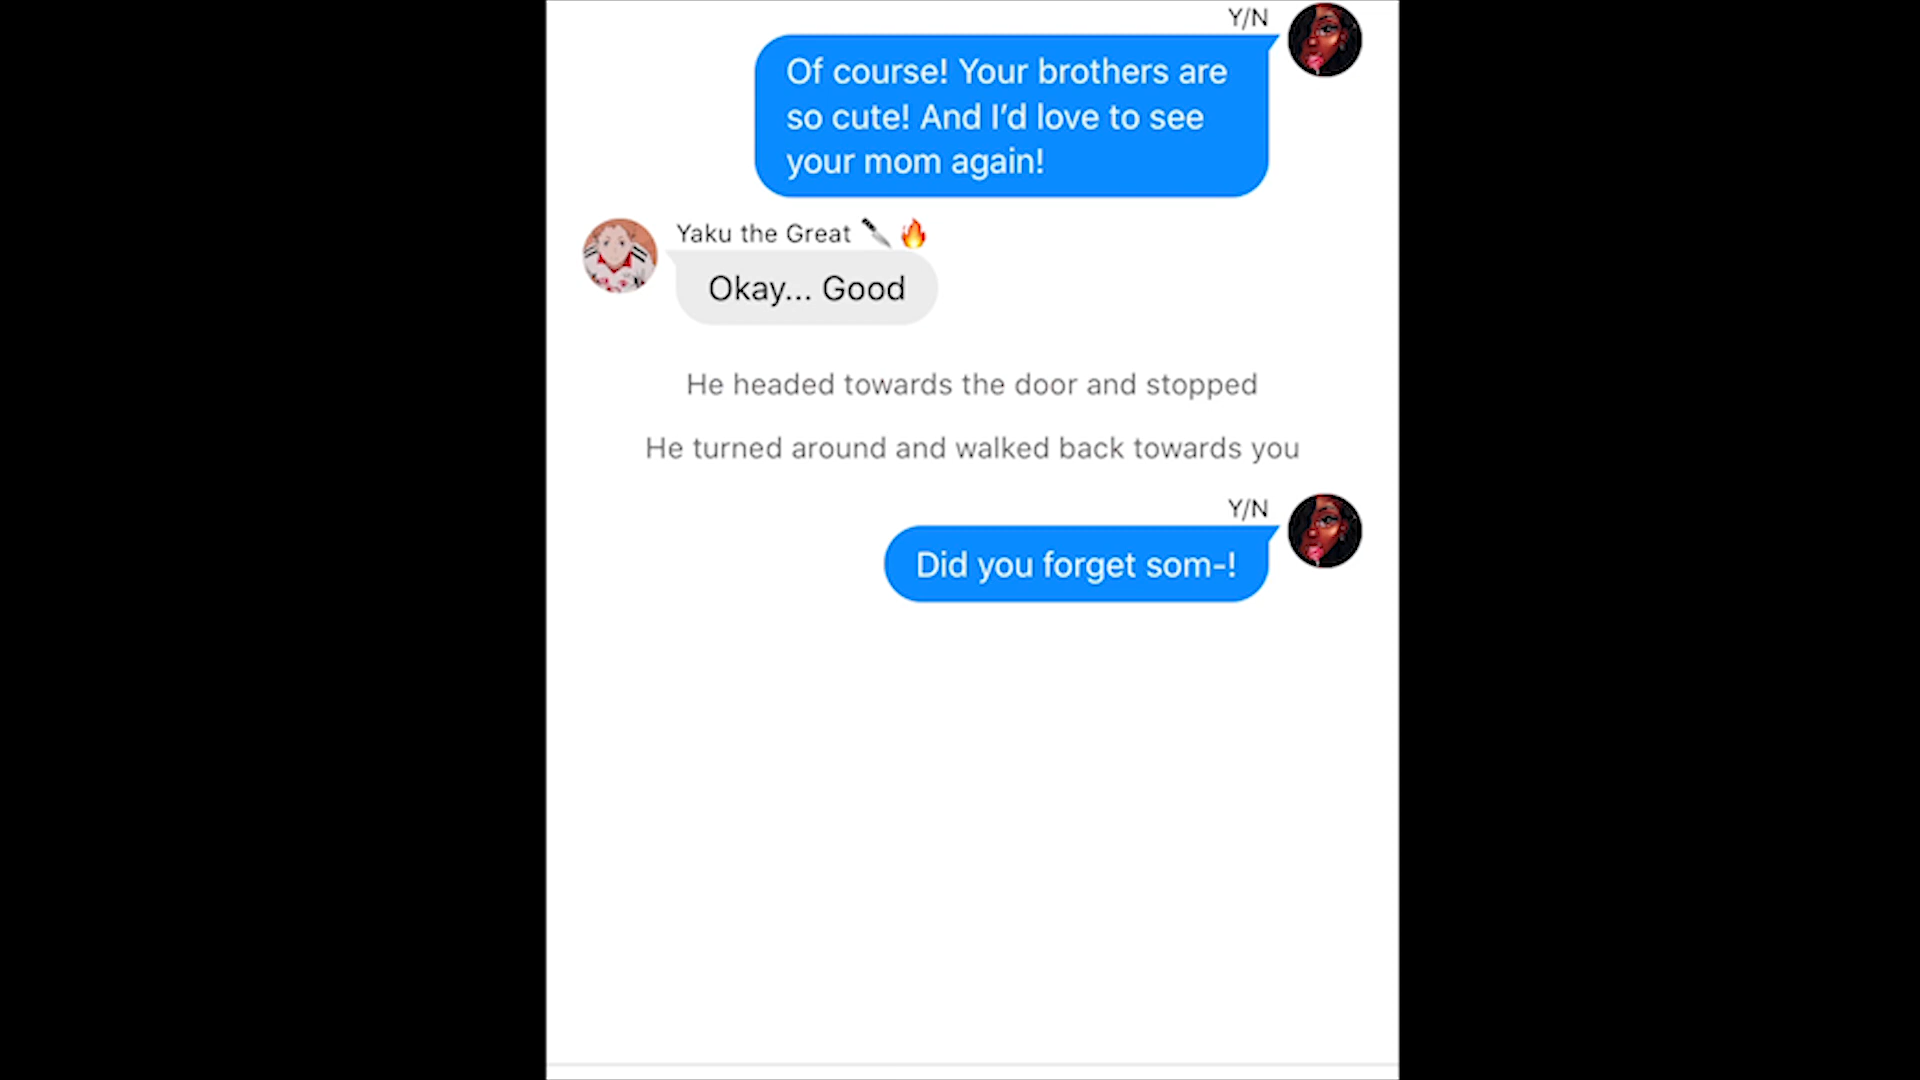 Y/N
Of course! Your brothers are
so cute! And I’d love to see
your mom again!
Yaku the Great 🔪🔥
Okay... Good
He headed towards the door and stopped
He turned around and walked back towards you
Y/N
Did you forget som-!